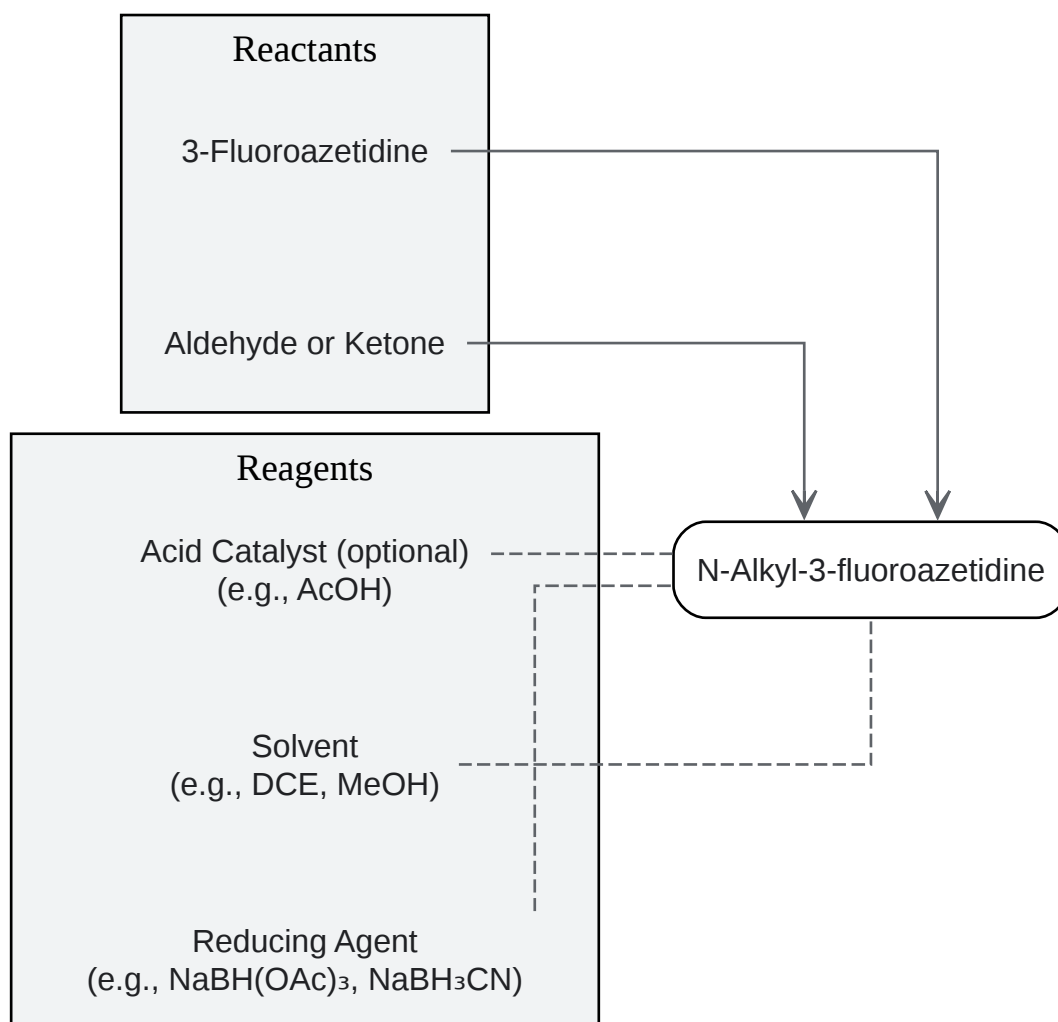 Reactants
3-Fluoroazetidine
Aldehyde or Ketone
Reagents
Acid Catalyst (optional)
(e.g., AcOH)
N-Alkyl-3-fluoroazetidine
Solvent
(e.g., DCE, MeOH)
Reducing Agent
(e.g., NaBH(OAc)₃, NaBH₃CN)